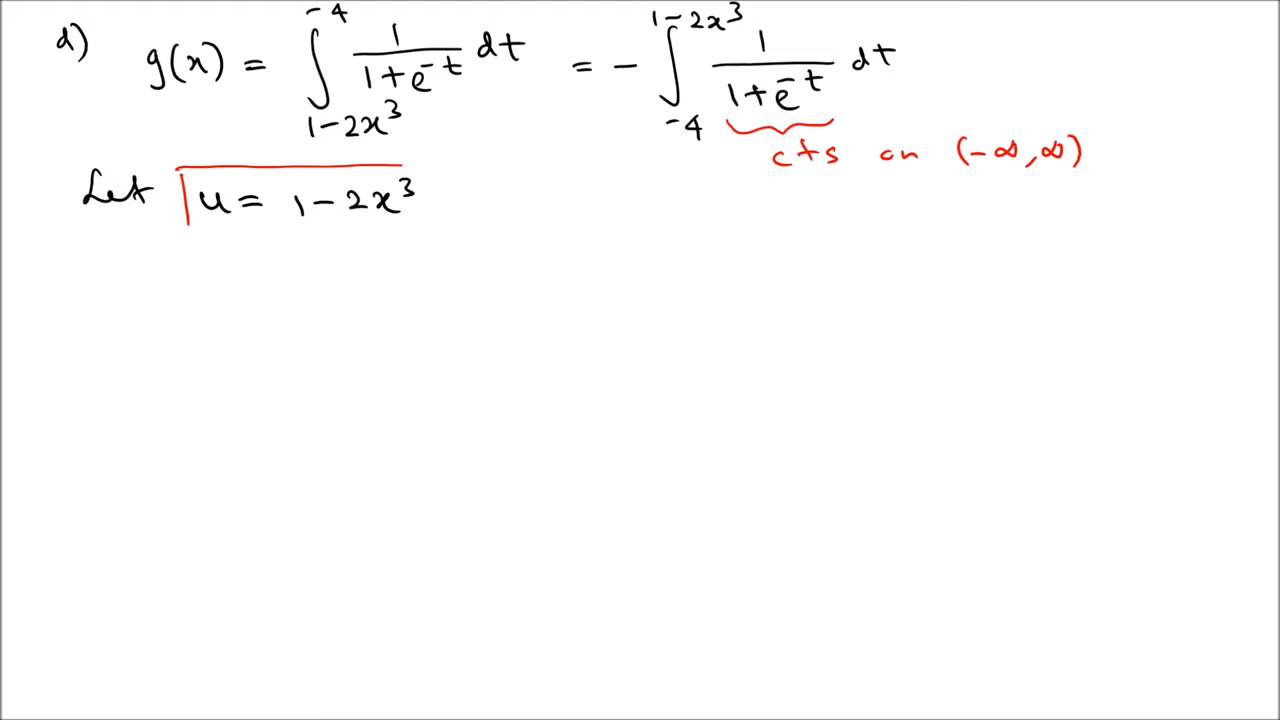 d) g(x) = ∫_{1-2x³}^{-4} 1/(1+e^{-t}) dt = - ∫_{-4}^{1-2x³} 1/(1+e^{-t}) dt
cts on (-∞,∞)
Let u = 1-2x³